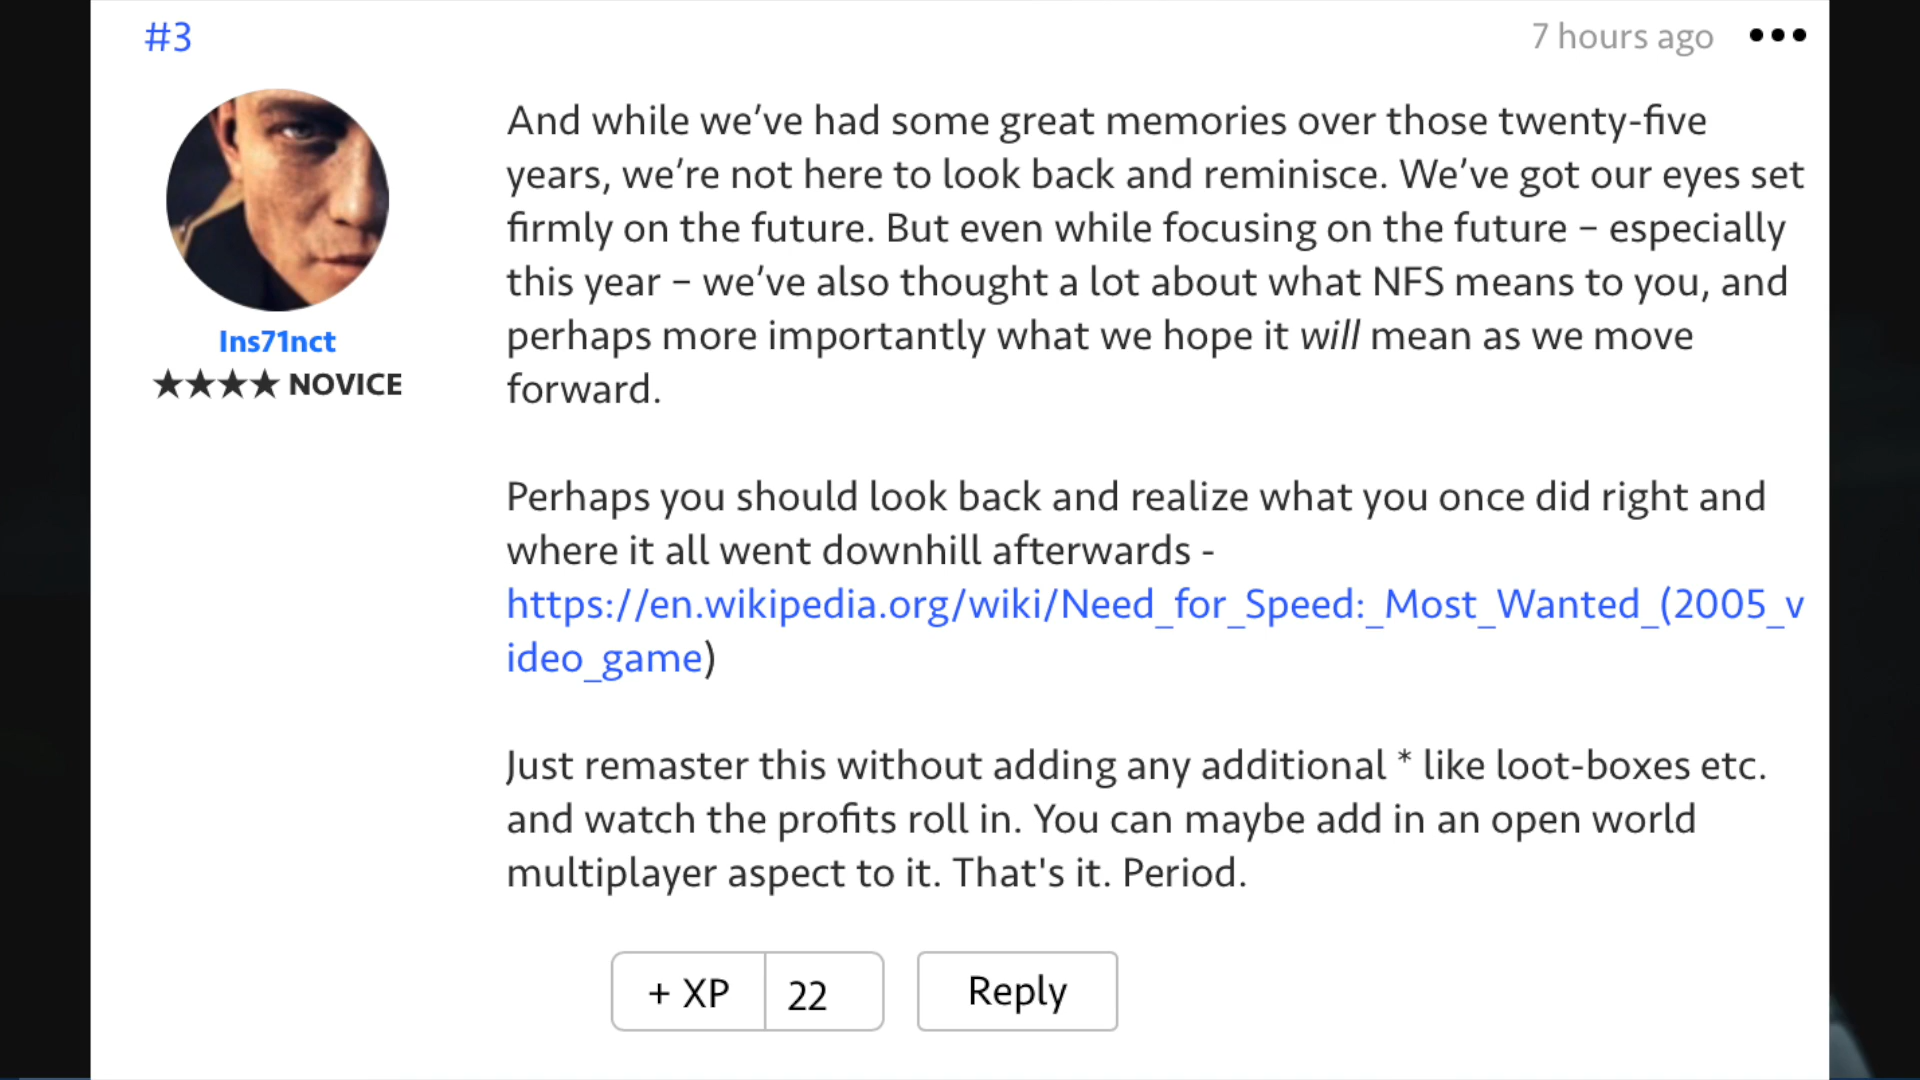 #3
7 hours ago
And while we’ve had some great memories over those twenty-five
years, we’re not here to look back and reminisce. We’ve got our eyes set
firmly on the future. But even while focusing on the future – especially
this year – we’ve also thought a lot about what NFS means to you, and
perhaps more importantly what we hope it will mean as we move
forward.
Ins71nct
★★★★ NOVICE
Perhaps you should look back and realize what you once did right and
where it all went downhill afterwards -
https://en.wikipedia.org/wiki/Need_for_Speed:_Most_Wanted_(2005_v
ideo_game)
Just remaster this without adding any additional * like loot-boxes etc.
and watch the profits roll in. You can maybe add in an open world
multiplayer aspect to it. That's it. Period.
+ XP 22
Reply